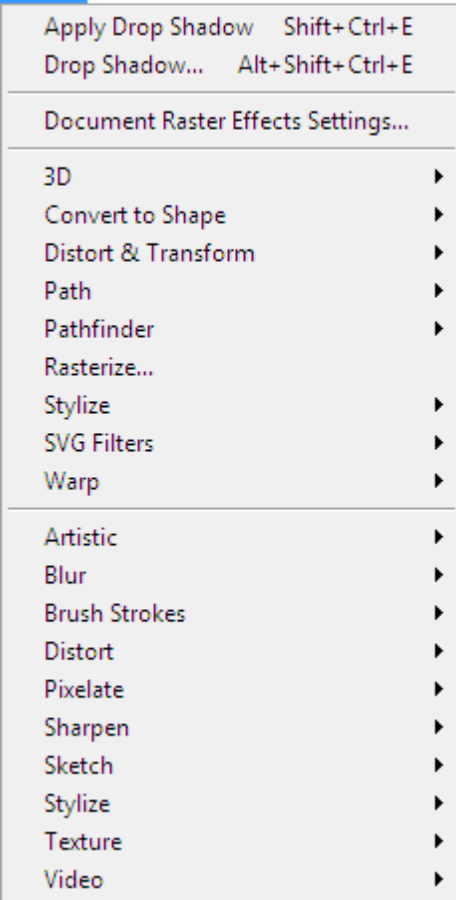 Apply Drop Shadow Shift+Ctrl+E
Drop Shadow... Alt+Shift+Ctrl+E
Document Raster Effects Settings...
3D
Convert to Shape
Distort & Transform
Path
Pathfinder
Rasterize...
Stylize
SVG Filters
Warp
Artistic
Blur
Brush Strokes
Distort
Pixelate
Sharpen
Sketch
Stylize
Texture
Video